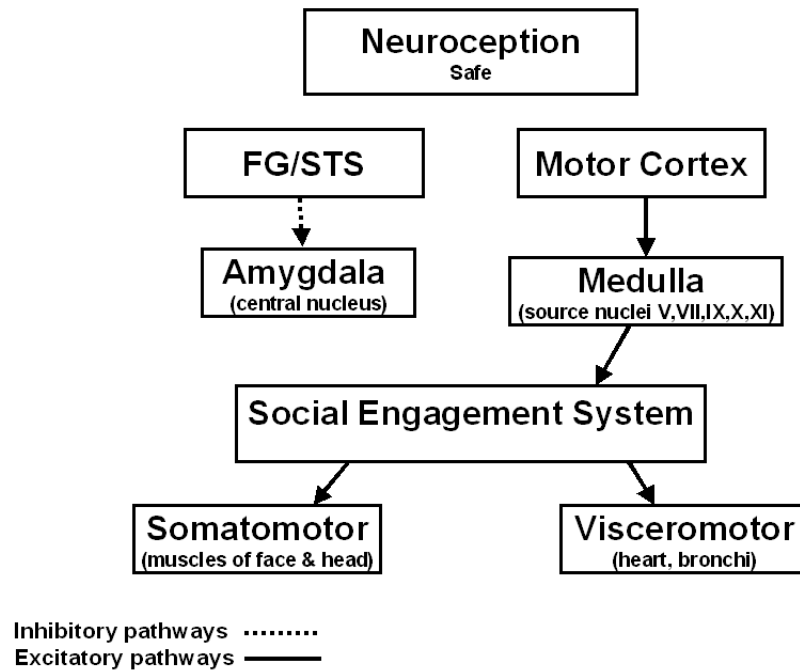 Neuroception
Safe
FG/STS
Motor Cortex
Amygdala
(central nucleus)
Medulla
(source nuclei V,VII,IX,X,XI)
Social Engagement System
Somatomotor
(muscles of face & head)
Visceromotor
(heart, bronchi)
Inhibitory pathways
Excitatory pathways